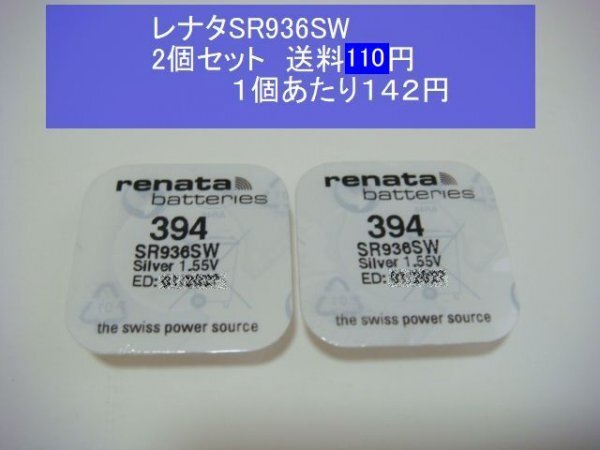 レナタSR936SW
2個セット　送料110円
１個あたり１４２円
renata
batteries
394
SR936SW
Silver 1.55V
ED:
the swiss power source
renata
batteries
394
SR936SW
Silver 1.55V
ED:
the swiss power source